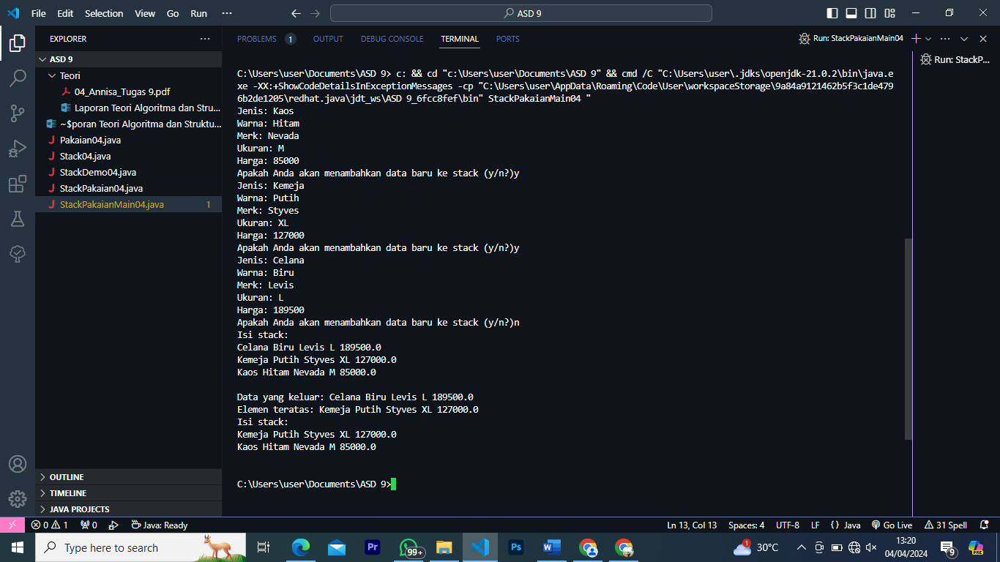 File Edit Selection View Go Run ··· ASD 9
EXPLORER ···
ASD 9
Teori
04_Annisa_Tugas 9.pdf
Laporan Teori Algoritma dan Stru...
~$poran Teori Algoritma dan Struktu...
Pakaian04.java
Stack04.java
StackDemo04.java
StackPakaian04.java
StackPakaianMain04.java 1
OUTLINE
TIMELINE
JAVA PROJECTS
PROBLEMS 1 OUTPUT DEBUG CONSOLE TERMINAL PORTS Run: StackPakaianMain04 ···
Run: StackP...
C:\Users\user\Documents\ASD 9> c: && cd "c:\Users\user\Documents\ASD 9" && cmd /C "C:\Users\user\.jdks\openjdk-21.0.2\bin\java.e
xe -XX:+ShowCodeDetailsInExceptionMessages -cp "C:\Users\user\AppData\Roaming\Code\User\workspaceStorage\9a84a9121462b5f3c1de479
6b2de1205\redhat.java\jdt_ws\ASD 9_6fcc8fef\bin" StackPakaianMain04 "
Jenis: Kaos
Warna: Hitam
Merk: Nevada
Ukuran: M
Harga: 85000
Apakah Anda akan menambahkan data baru ke stack (y/n?)y
Jenis: Kemeja
Warna: Putih
Merk: Styves
Ukuran: XL
Harga: 127000
Apakah Anda akan menambahkan data baru ke stack (y/n?)y
Jenis: Celana
Warna: Biru
Merk: Levis
Ukuran: L
Harga: 189500
Apakah Anda akan menambahkan data baru ke stack (y/n?)n
Isi stack:
Celana Biru Levis L 189500.0
Kemeja Putih Styves XL 127000.0
Kaos Hitam Nevada M 85000.0
Data yang keluar: Celana Biru Levis L 189500.0
Elemen teratas: Kemeja Putih Styves XL 127000.0
Isi stack:
Kemeja Putih Styves XL 127000.0
Kaos Hitam Nevada M 85000.0
C:\Users\user\Documents\ASD 9>
0 1 0 Java: Ready Ln 13, Col 13 Spaces: 4 UTF-8 LF {} Java Go Live 31 Spell
Type here to search Pr 99+ Ps W 1 30°C 13:20 9 PRE
04/04/2024